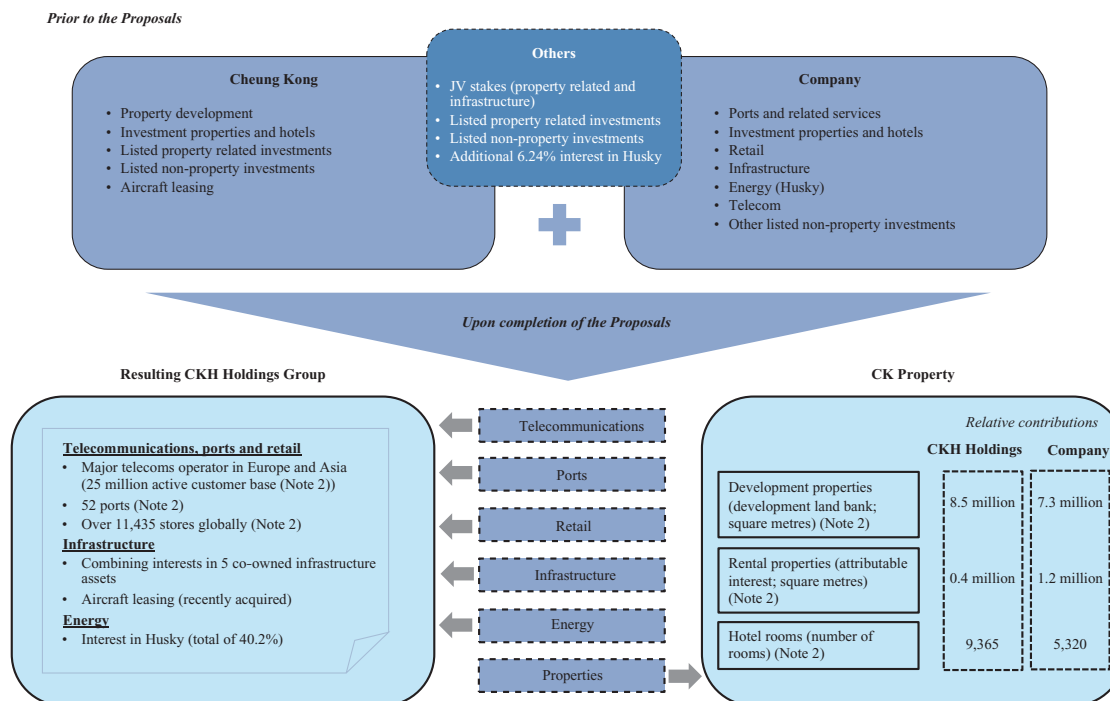 Prior to the Proposals
Cheung Kong
• Property development
• Investment properties and hotels
• Listed property related investments
• Listed non-property investments
• Aircraft leasing
Others
• JV stakes (property related and
infrastructure)
• Listed property related investments
• Listed non-property investments
• Additional 6.24% interest in Husky
Company
• Ports and related services
• Investment properties and hotels
• Retail
• Infrastructure
• Energy (Husky)
• Telecom
• Other listed non-property investments
Upon completion of the Proposals
Resulting CKH Holdings Group
Telecommunications, ports and retail
• Major telecoms operator in Europe and Asia
(25 million active customer base (Note 2))
• 52 ports (Note 2)
• Over 11,435 stores globally (Note 2)
Infrastructure
• Combining interests in 5 co-owned infrastructure
assets
• Aircraft leasing (recently acquired)
Energy
• Interest in Husky (total of 40.2%)
Telecommunications
Ports
Retail
Infrastructure
Energy
Properties
CK Property
Relative contributions
CKH Holdings Company
Development properties
(development land bank;
square metres) (Note 2)
8.5 million 7.3 million
Rental properties (attributable
interest; square metres)
(Note 2)
0.4 million 1.2 million
Hotel rooms (number of
rooms) (Note 2)
9,365 5,320